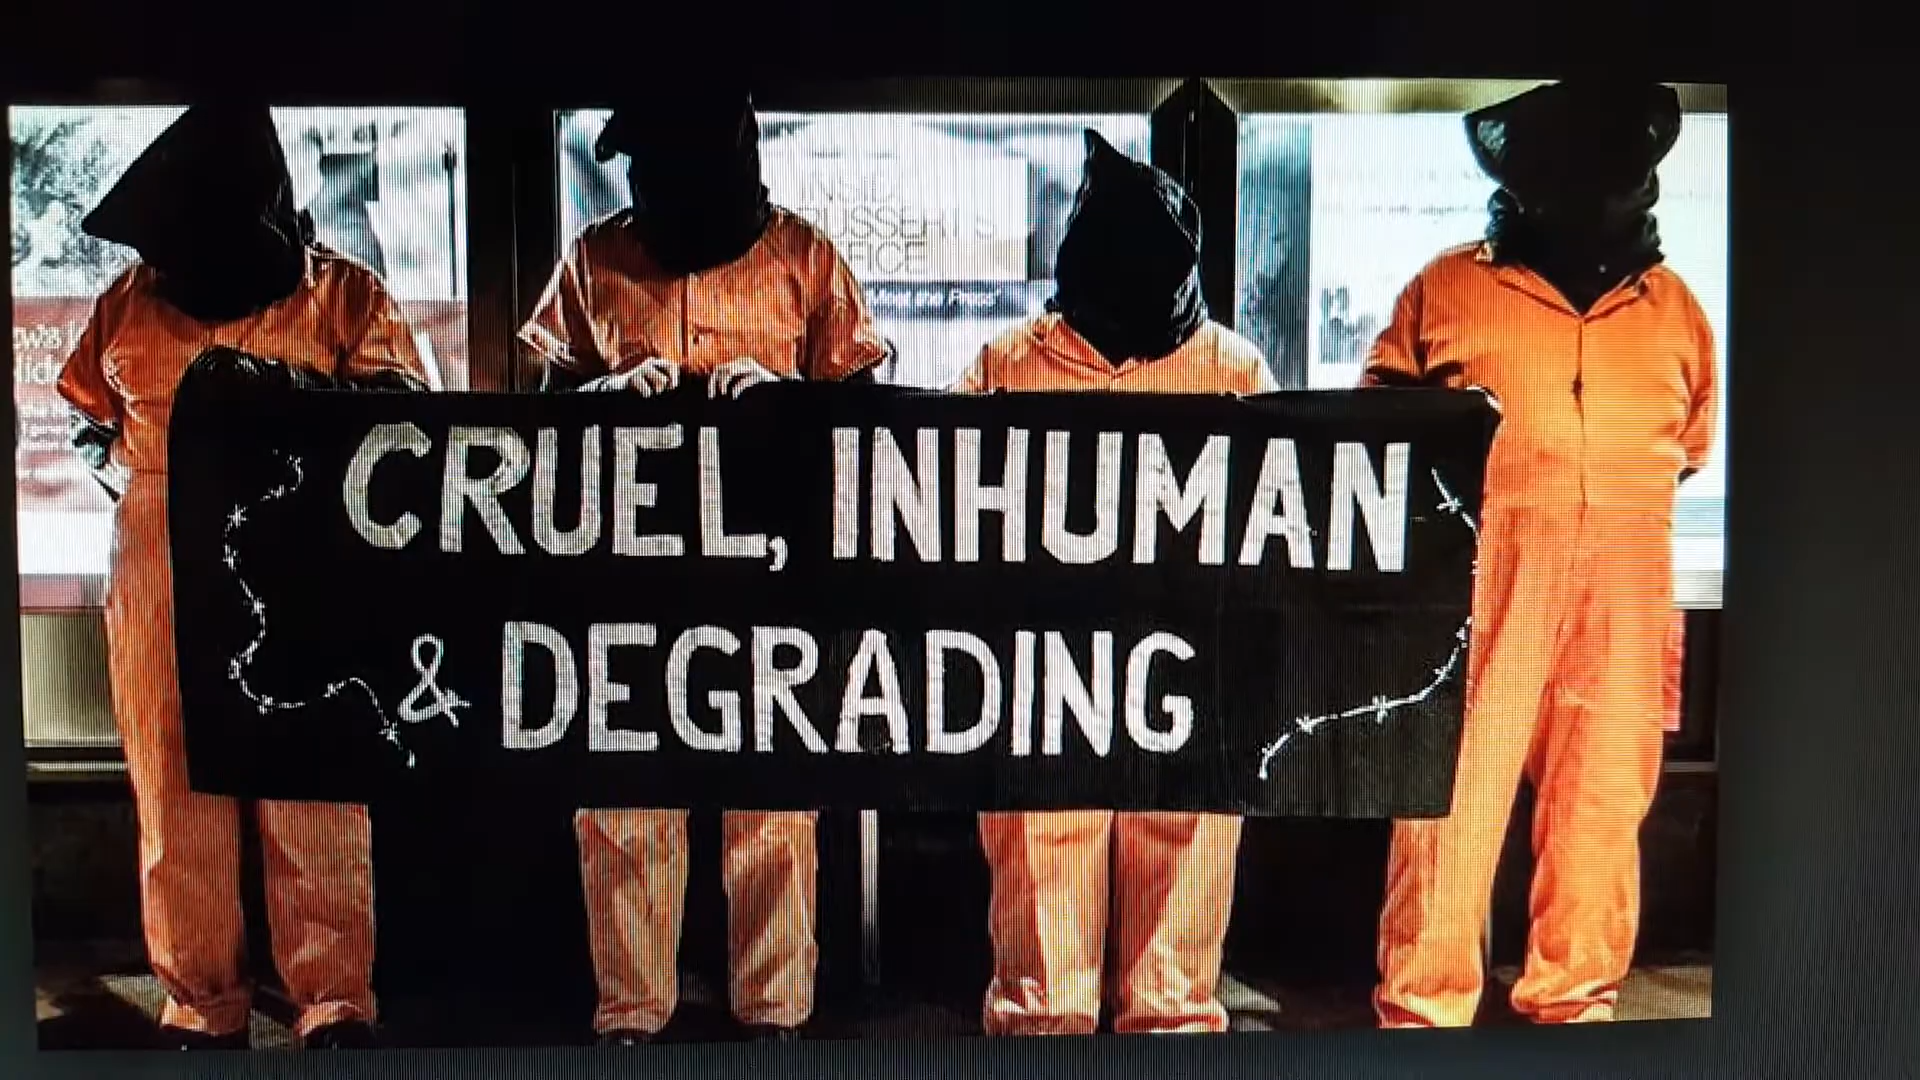 INSIDE
RUSSERT'S
OFFICE
Meet the Press
CRUEL, INHUMAN
& DEGRADING